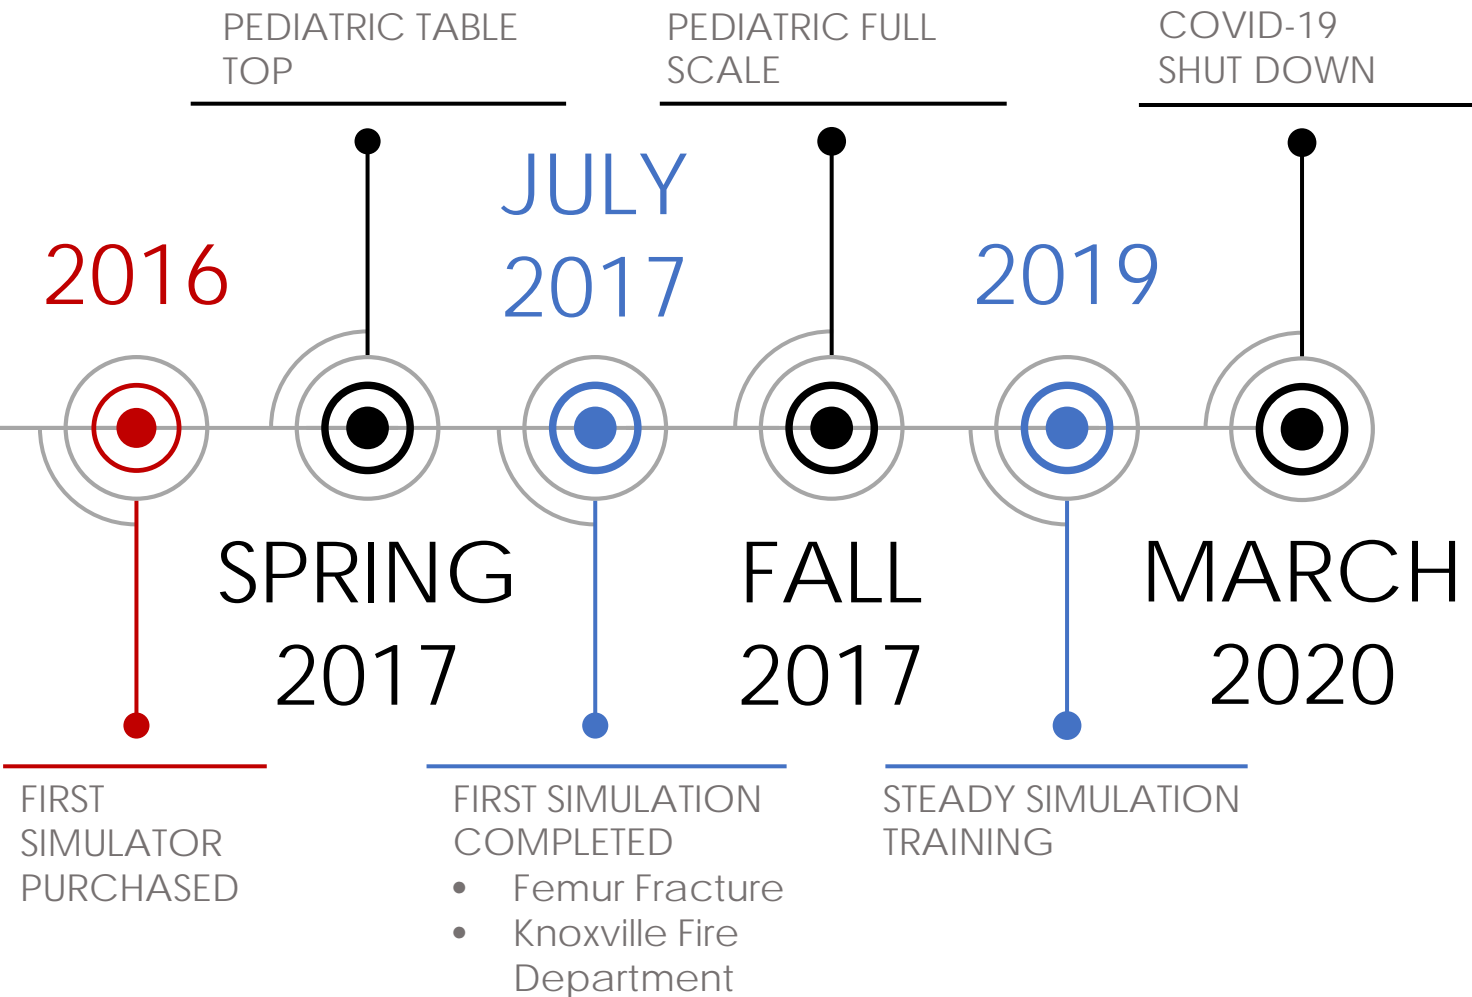 PEDIATRIC TABLE
TOP
PEDIATRIC FULL
SCALE
COVID-19
SHUT DOWN
2016
JULY
2017
2019
SPRING
2017
FALL
2017
MARCH
2020
FIRST
SIMULATOR
PURCHASED
FIRST SIMULATION
COMPLETED
• Femur Fracture
• Knoxville Fire
Department
STEADY SIMULATION
TRAINING